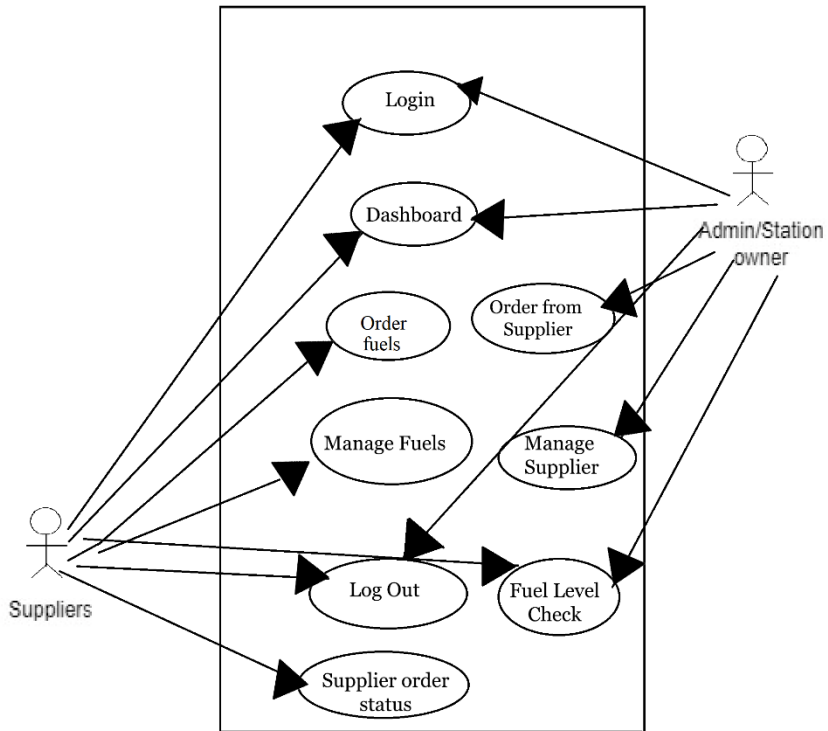 Login
Dashboard
Admin/Station
owner
Order
fuels
Order from
Supplier
Manage Fuels
Manage
Supplier
Suppliers
Log Out
Fuel Level
Check
Supplier order
status